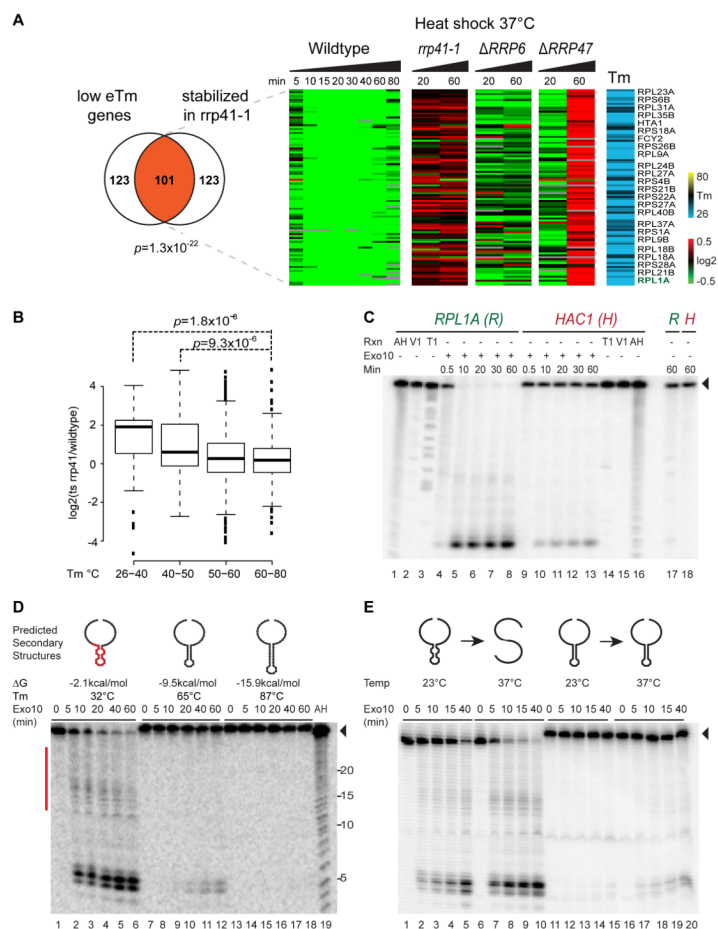 A
Heat shock 37°C
Wildtype rrp41-1 ΔRRP6 ΔRRP47
min 5 10 15 20 30 40 60 80 20 60 20 60 20 60 Tm
low eTm genes
stabilized in rrp41-1
123 101 123
p=1.3x10-22
RPL23A
RPS6B
RPL31A
RPL35B
HTA1
RPS18A
FCY2
RPS26B
RPL9A
RPL24B
RPL27A
RPS4B
RPS21B
RPS22A
RPS27A
RPL40B
RPL37A
RPS1A
RPL9B
RPL18B
RPL18A
RPS28A
RPL21B
RPL1A
80
Tm
26
0.5
log2
-0.5
B
p=1.8x10-6
p=9.3x10-6
log2(ts rrp41/wildtype)
4
2
0
-2
-4
Tm °C 26−40 40−50 50−60 60−80
C
RPL1A (R) HAC1 (H) R H
Rxn AH V1 T1 T1 V1 AH - -
Exo10 - - - + + + + + + + + + + - - - - -
Min 0.5 10 20 30 60 0.5 10 20 30 60 60 60
1 2 3 4 5 6 7 8 9 10 11 12 13 14 15 16 17 18
D
Predicted
Secondary
Structures
ΔG -2.1kcal/mol -9.5kcal/mol -15.9kcal/mol
Tm 32°C 65°C 87°C
Exo10 0 5 10 20 40 60 0 5 10 20 40 60 0 5 10 20 40 60 AH
(min)
-20
-15
-10
-5
1 2 3 4 5 6 7 8 9 10 11 12 13 14 15 16 17 18 19
E
Temp 23°C 37°C 23°C 37°C
Exo10 0 5 10 15 40 0 5 10 15 40 0 5 10 15 40 0 5 10 15 40
(min)
1 2 3 4 5 6 7 8 9 10 11 12 13 14 15 16 17 18 19 20